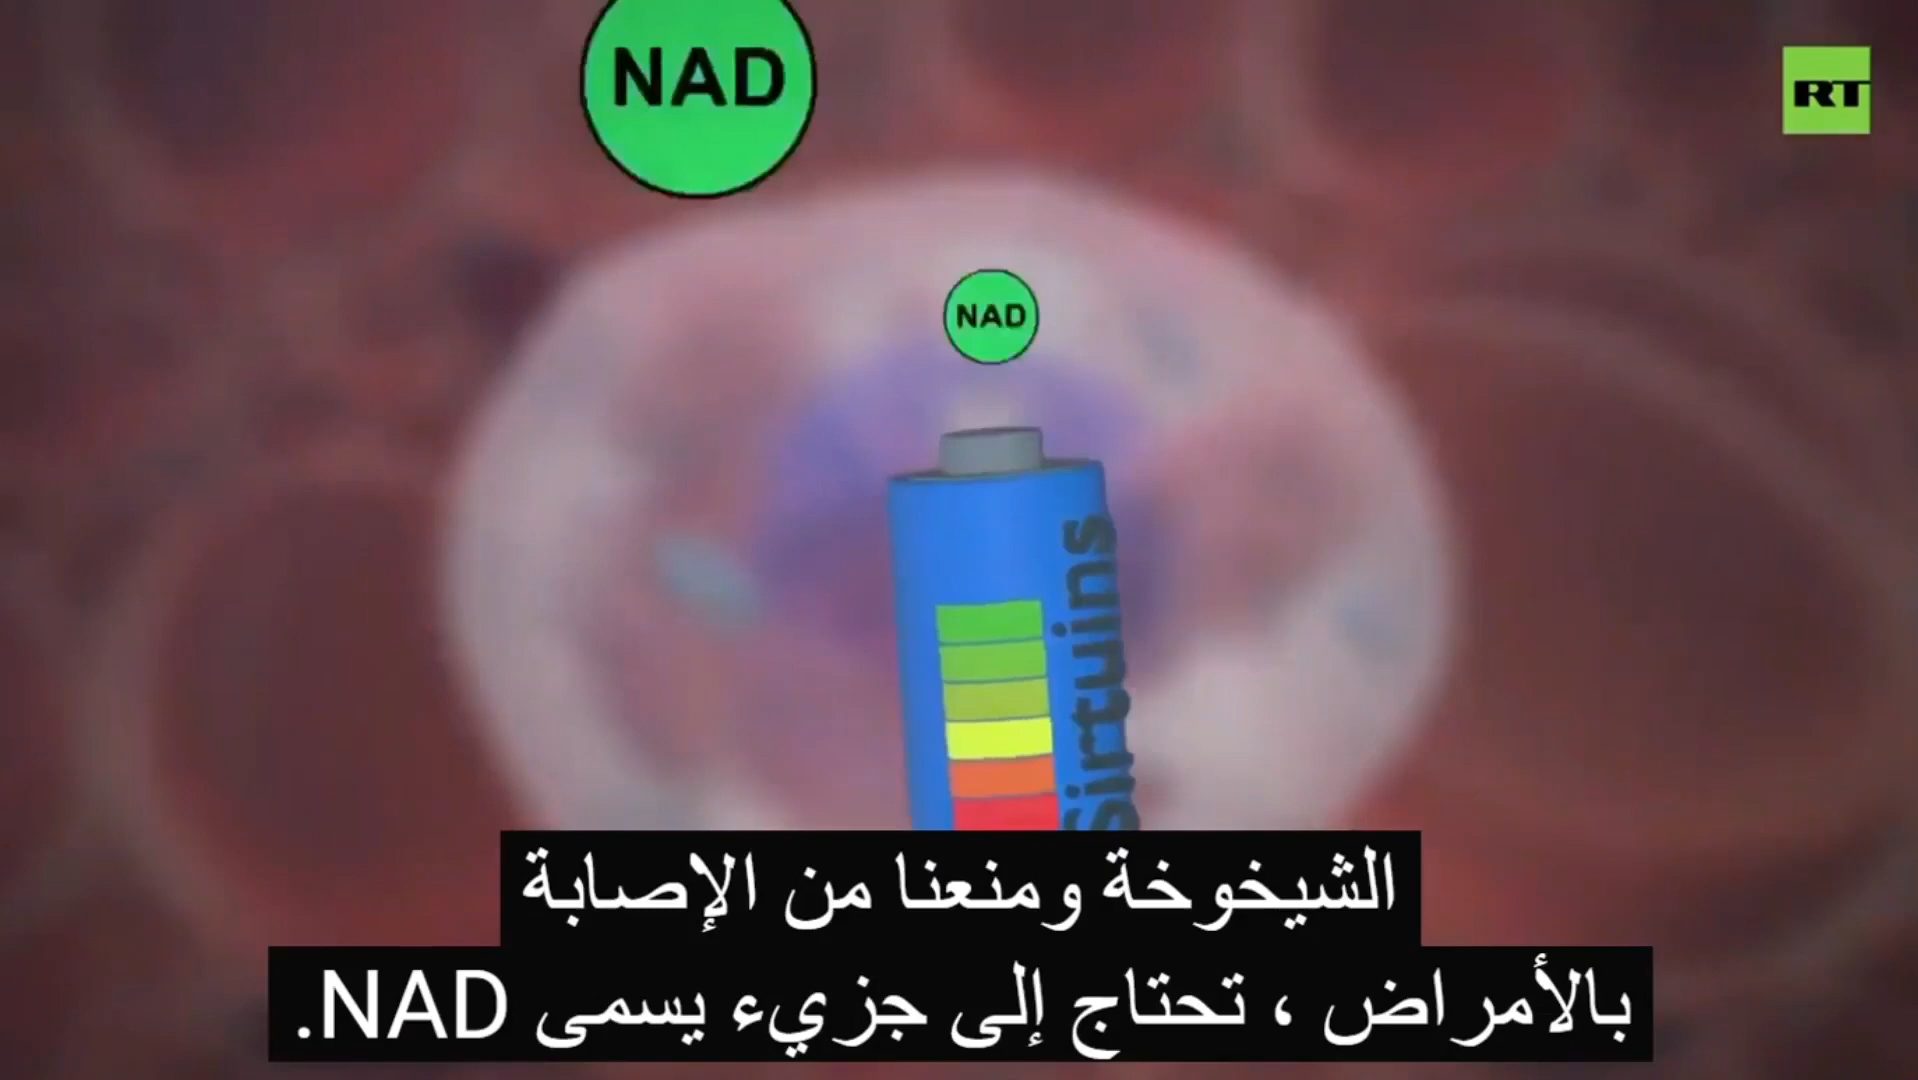 NAD
RT
NAD
Sirtuins
الشيخوخة ومنعنا من الإصابة
بالأمراض ، تحتاج إلى جزيء يسمى NAD.